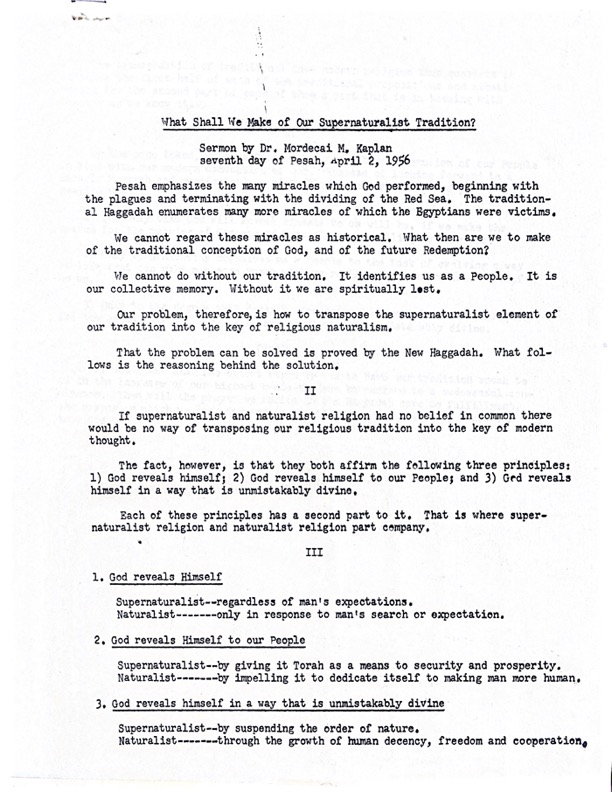 What Shall We Make of Our Supernaturalist Tradition?
Sermon by Dr. Mordecai M. Kaplan
seventh day of Pesah, April 2, 1956
Pesah emphasizes the many miracles which God performed, beginning with
the plagues and terminating with the dividing of the Red Sea. The tradition-
al Haggadah enumerates many more miracles of which the Egyptians were victims.
We cannot regard these miracles as historical. What then are we to make
of the traditional conception of God, and of the future Redemption?
We cannot do without our tradition. It identifies us as a People. It is
our collective memory. Without it we are spiritually lost.
Our problem, therefore, is how to transpose the supernaturalist element of
our tradition into the key of religious naturalism.
That the problem can be solved is proved by the New Haggadah. What fol-
lows is the reasoning behind the solution.
II
If supernaturalist and naturalist religion had no belief in common there
would be no way of transposing our religious tradition into the key of modern
thought.
The fact, however, is that they both affirm the following three principles:
1) God reveals himself; 2) God reveals himself to our People; and 3) God reveals
himself in a way that is unmistakably divine.
Each of these principles has a second part to it. That is where super-
naturalist religion and naturalist religion part company.
III
1. God reveals Himself
Supernaturalist--regardless of man's expectations.
Naturalist-------only in response to man's search or expectation.
2. God reveals Himself to our People
Supernaturalist--by giving it Torah as a means to security and prosperity.
Naturalist-------by impelling it to dedicate itself to making man more human.
3. God reveals himself in a way that is unmistakably divine
Supernaturalist--by suspending the order of nature.
Naturalist-------through the growth of human decency, freedom and cooperation.